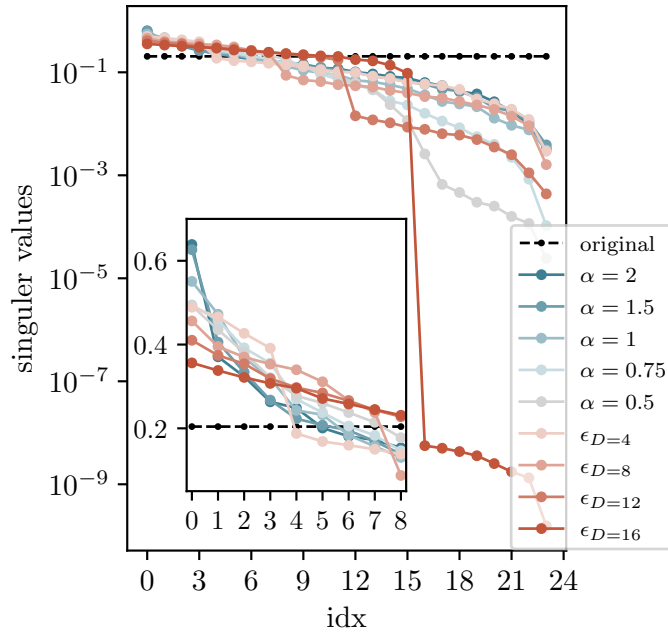 10⁻¹
10⁻³
10⁻⁵
10⁻⁷
10⁻⁹
singuler values
0.6
0.4
0.2
0 1 2 3 4 5 6 7 8
original
α = 2
α = 1.5
α = 1
α = 0.75
α = 0.5
ϵ_{D=4}
ϵ_{D=8}
ϵ_{D=12}
ϵ_{D=16}
0 3 6 9 12 15 18 21 24
idx